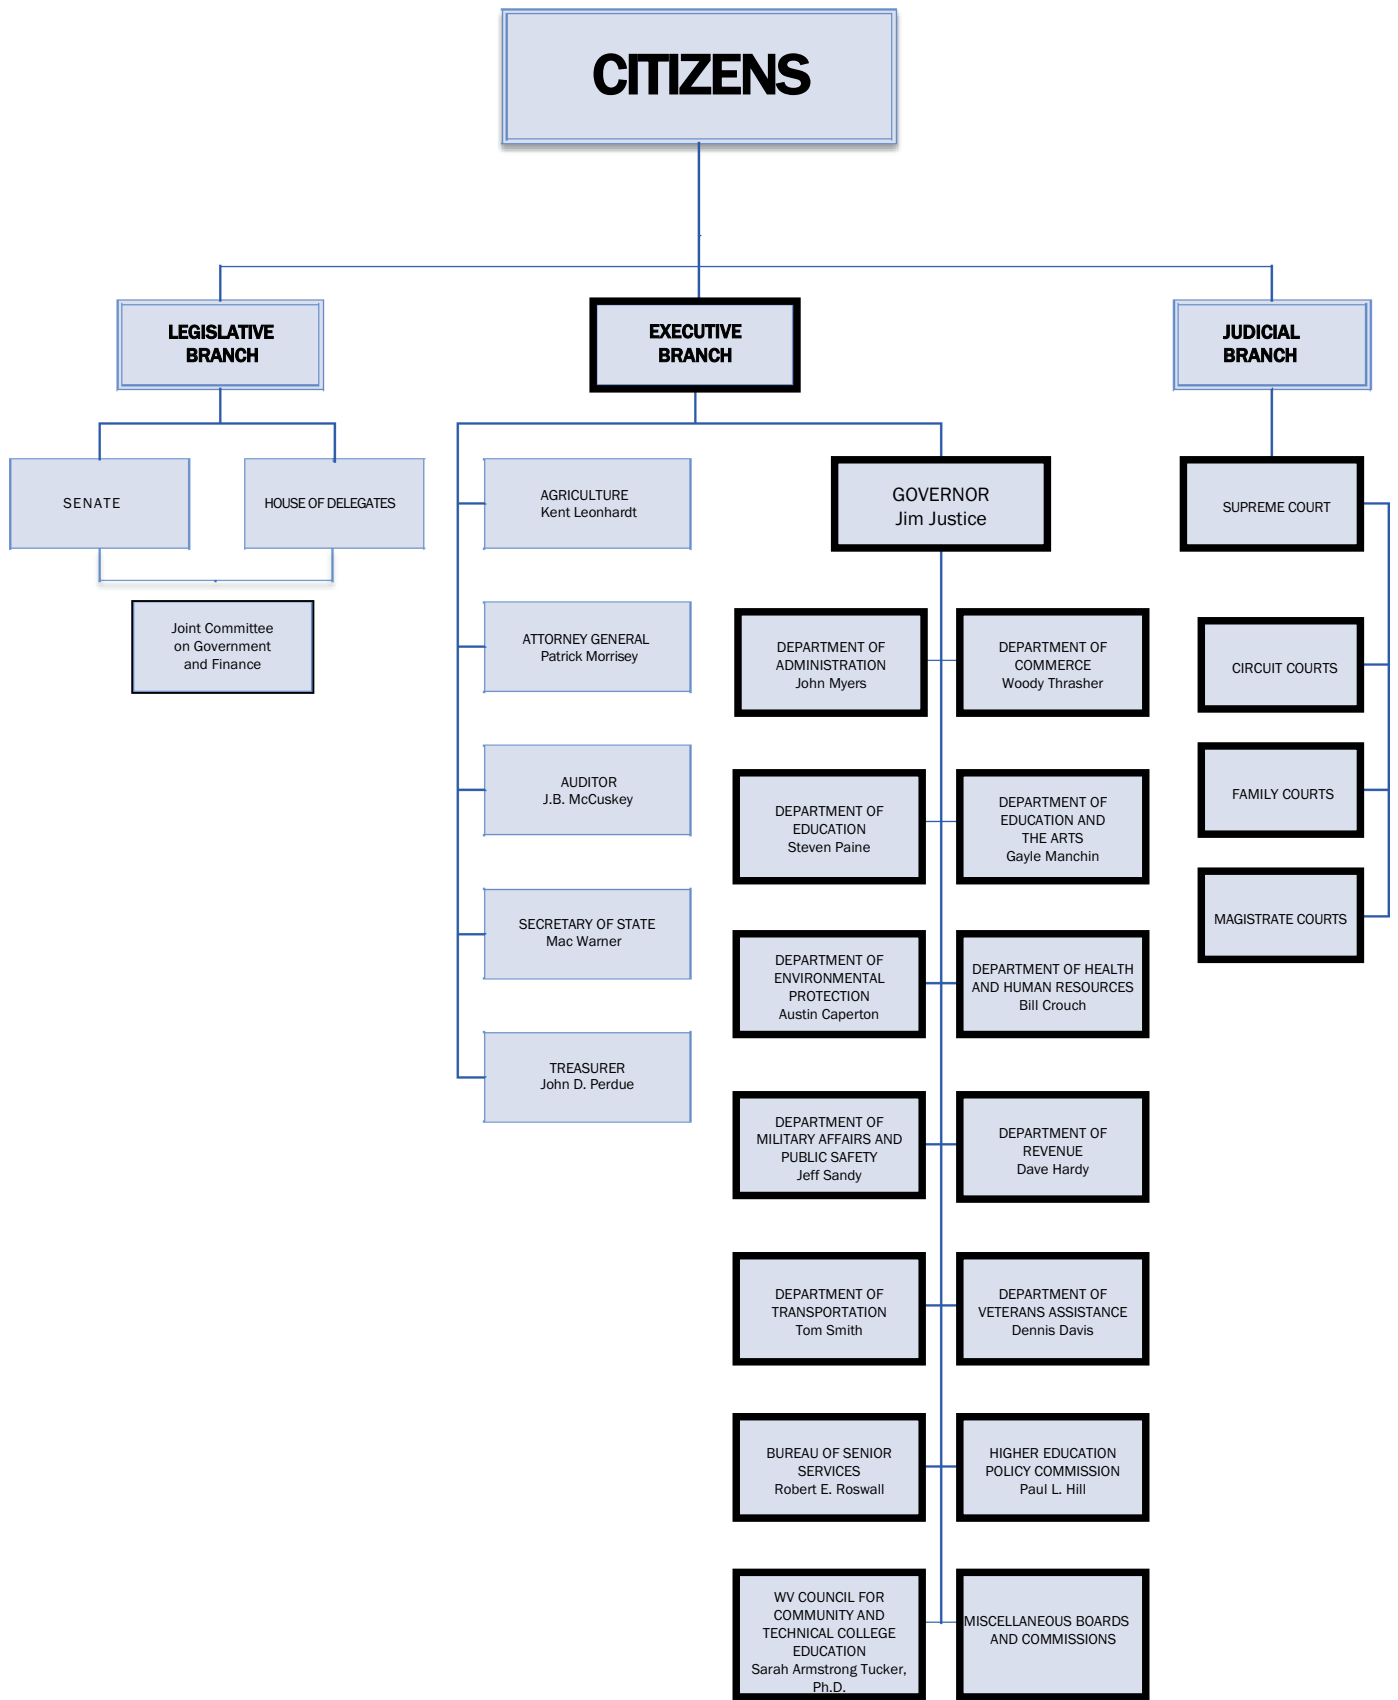 CITIZENS
LEGISLATIVE
BRANCH
EXECUTIVE
BRANCH
JUDICIAL
BRANCH
SENATE
HOUSE OF DELEGATES
Joint Committee
on Government
and Finance
AGRICULTURE
Kent Leonhardt
ATTORNEY GENERAL
Patrick Morrisey
AUDITOR
J.B. McCuskey
SECRETARY OF STATE
Mac Warner
TREASURER
John D. Perdue
GOVERNOR
Jim Justice
DEPARTMENT OF
ADMINISTRATION
John Myers
DEPARTMENT OF
COMMERCE
Woody Thrasher
DEPARTMENT OF
EDUCATION
Steven Paine
DEPARTMENT OF
EDUCATION AND
THE ARTS
Gayle Manchin
DEPARTMENT OF
ENVIRONMENTAL
PROTECTION
Austin Caperton
DEPARTMENT OF HEALTH
AND HUMAN RESOURCES
Bill Crouch
DEPARTMENT OF
MILITARY AFFAIRS AND
PUBLIC SAFETY
Jeff Sandy
DEPARTMENT OF
REVENUE
Dave Hardy
DEPARTMENT OF
TRANSPORTATION
Tom Smith
DEPARTMENT OF
VETERANS ASSISTANCE
Dennis Davis
BUREAU OF SENIOR
SERVICES
Robert E. Roswall
HIGHER EDUCATION
POLICY COMMISSION
Paul L. Hill
WV COUNCIL FOR
COMMUNITY AND
TECHNICAL COLLEGE
EDUCATION
Sarah Armstrong Tucker,
Ph.D.
MISCELLANEOUS BOARDS
AND COMMISSIONS
SUPREME COURT
CIRCUIT COURTS
FAMILY COURTS
MAGISTRATE COURTS